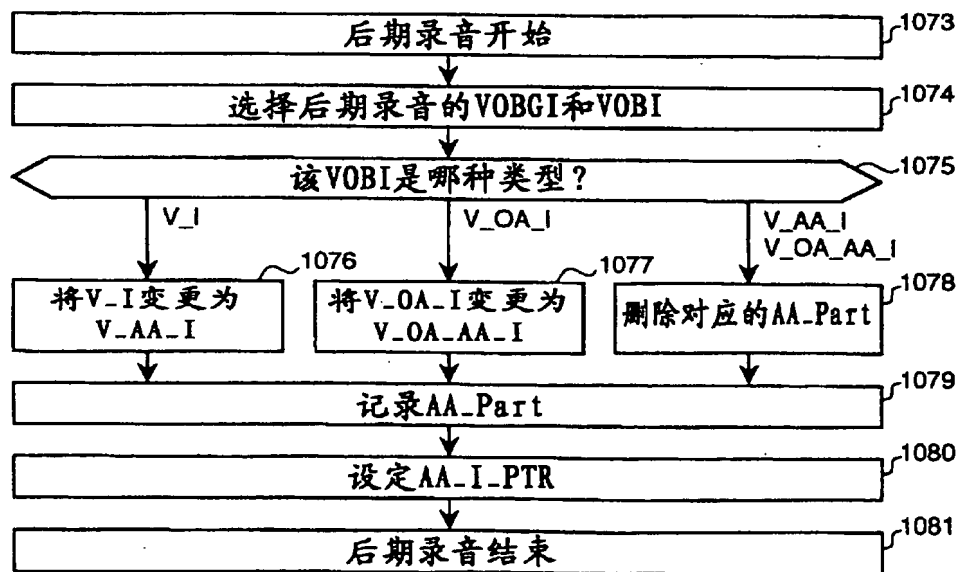 后期录音开始
1073
选择后期录音的VOBGI和VOBI
1074
该VOBI是哪种类型?
1075
V_I
V_OA_I
V_AA_I
V_OA_AA_I
将V_I变更为
V_AA_I
1076
将V_OA_I变更为
V_OA_AA_I
1077
删除对应的AA_Part
1078
记录AA_Part
1079
设定AA_I_PTR
1080
后期录音结束
1081